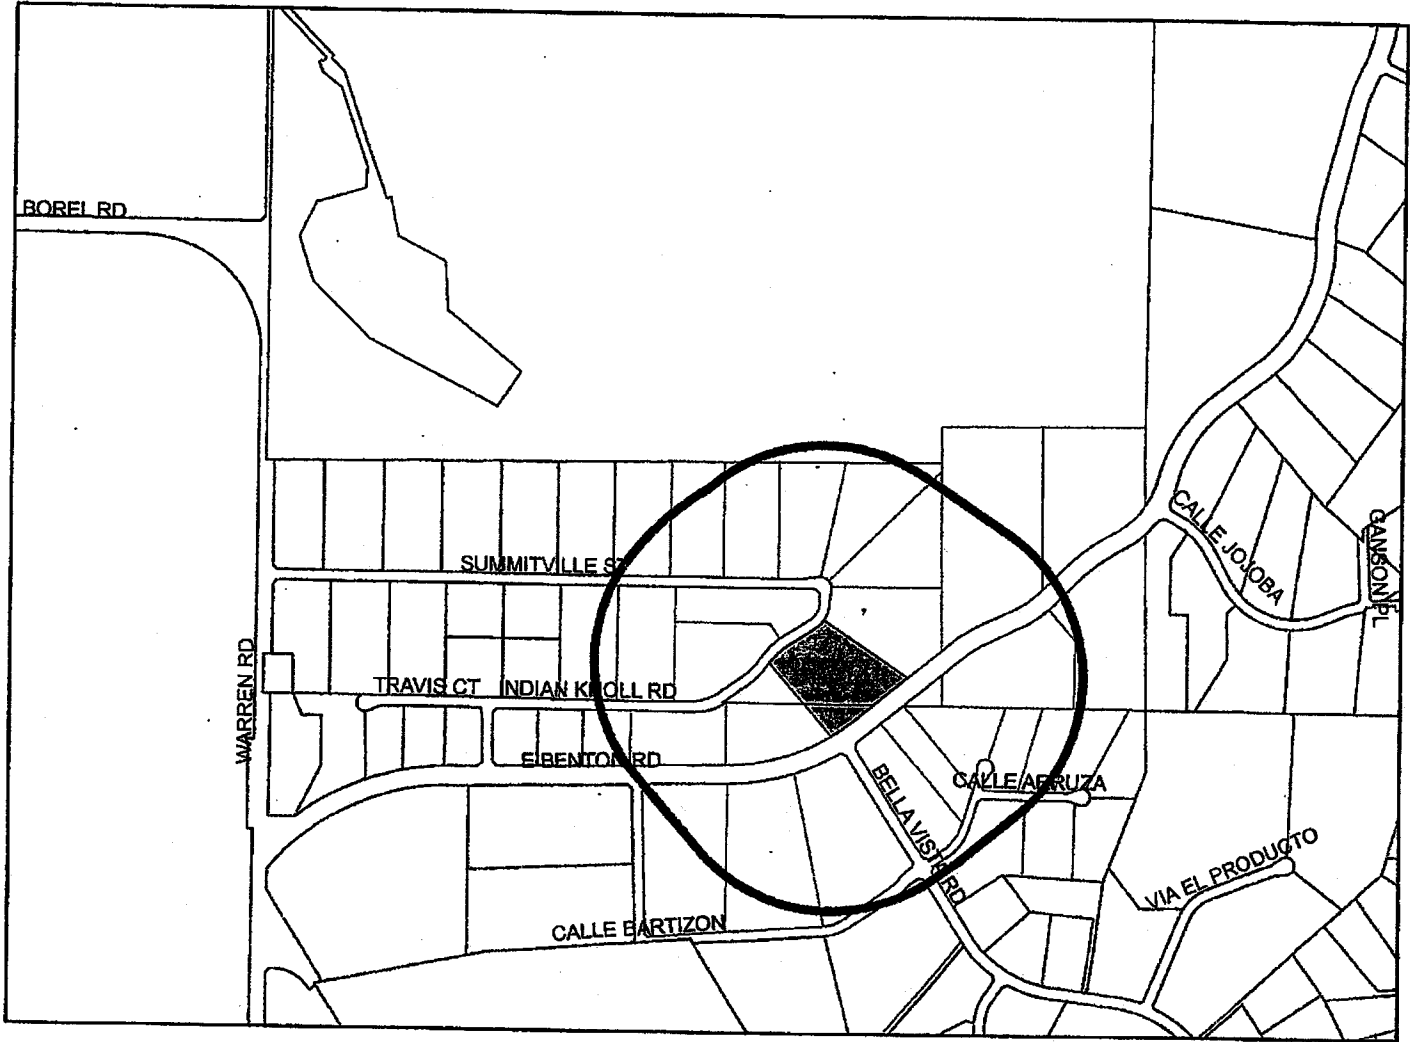 BOREL RD
CALLE JOJOBA
GANSON PL
SUMMITVILLE ST
WARREN RD
TRAVIS CT
INDIAN KNOLL RD
E BENTON RD
BELLA VISTA RD
CALLE ARRUZA
VIA EL PRODUCTO
CALLE BARTIZON